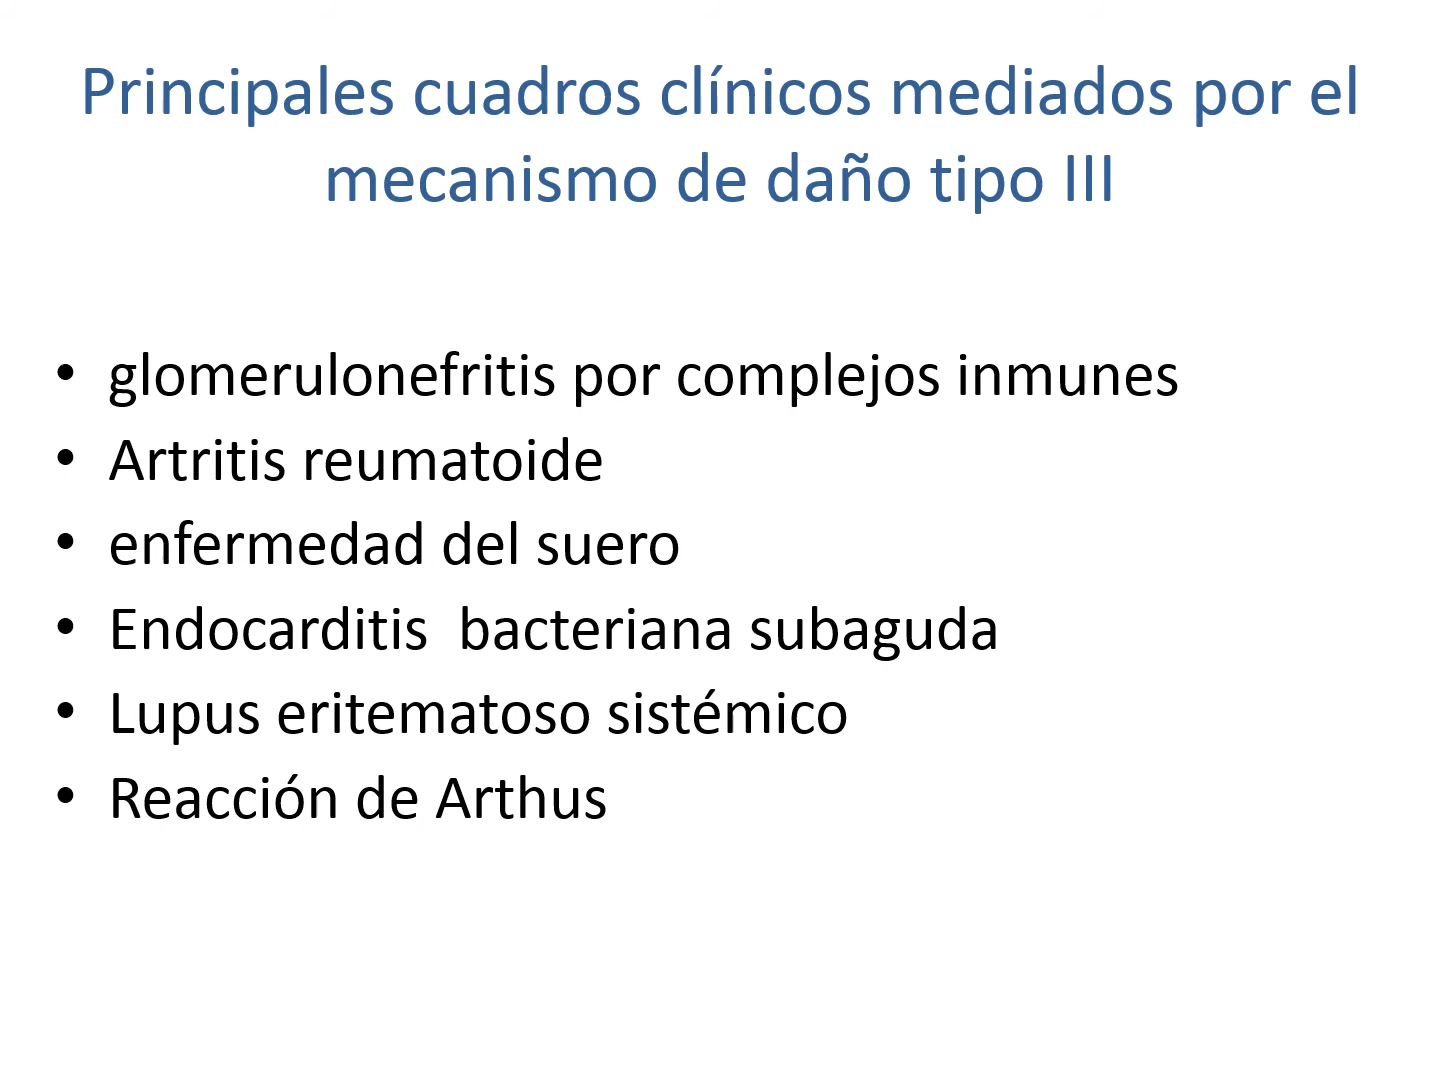 Principales cuadros clínicos mediados por el
mecanismo de daño tipo III
• glomerulonefritis por complejos inmunes
• Artritis reumatoide
• enfermedad del suero
• Endocarditis  bacteriana subaguda
• Lupus eritematoso sistémico
• Reacción de Arthus